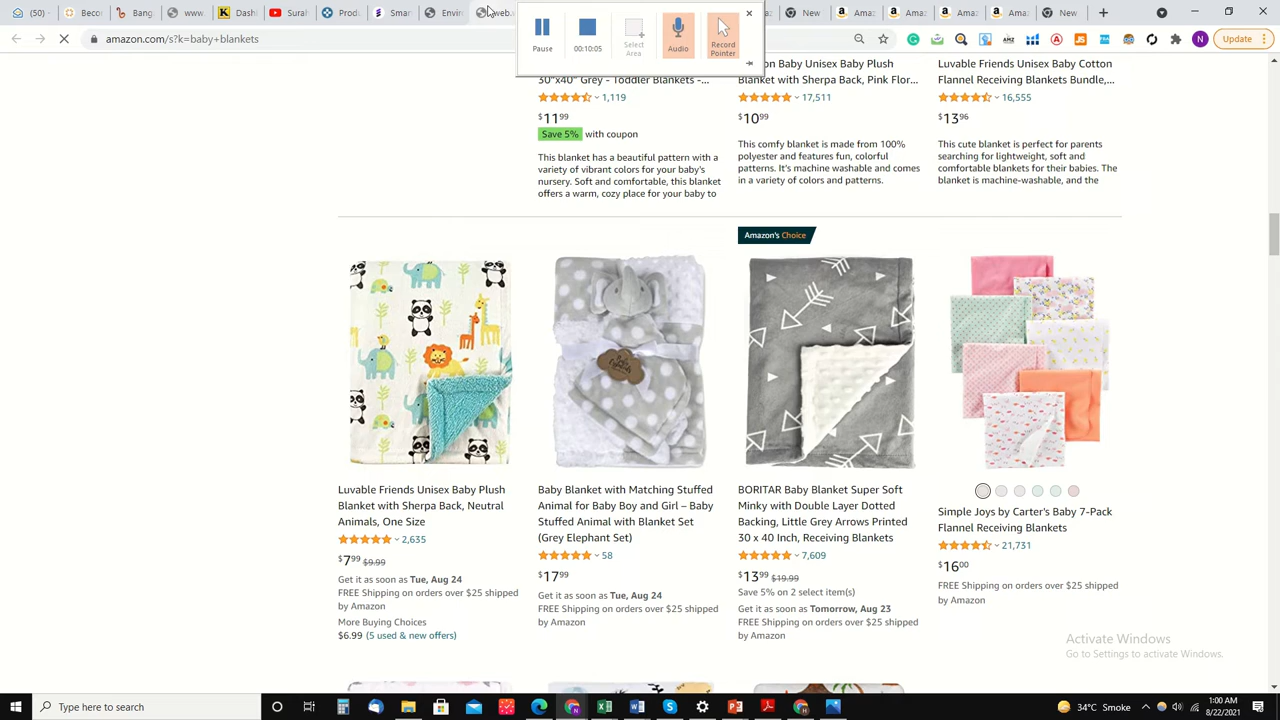 (5)
Bang
Boo
Wel
Dash
Bene
Semi
Kids
(4)
web
Pause
00:10:05
Select
Area
Audio
Record
Pointer
amazon.com/s?k=baby+blankets
N
Update
30"x40" Grey - Toddler Blankets -...
on Baby Unisex Baby Plush
Blanket with Sherpa Back, Pink Flor...
Luvable Friends Unisex Baby Cotton
Flannel Receiving Blankets Bundle,...
1,119
17,511
16,555
$11.99
$10.99
$13.96
Save 5% with coupon
This blanket has a beautiful pattern with a
variety of vibrant colors for your baby's
nursery. Soft and comfortable, this blanket
offers a warm, cozy place for your baby to
This comfy blanket is made from 100%
polyester and features fun, colorful
patterns. It's machine washable and comes
in a variety of colors and patterns.
This cute blanket is perfect for parents
searching for lightweight, soft and
comfortable blankets for their babies. The
blanket is machine-washable, and the
Amazon's Choice
Luvable Friends Unisex Baby Plush
Blanket with Sherpa Back, Neutral
Animals, One Size
2,635
$7.99 $9.99
Get it as soon as Tue, Aug 24
FREE Shipping on orders over $25 shipped
by Amazon
More Buying Choices
$6.99 (5 used & new offers)
Baby Blanket with Matching Stuffed
Animal for Baby Boy and Girl – Baby
Stuffed Animal with Blanket Set
(Grey Elephant Set)
58
$17.99
Get it as soon as Tue, Aug 24
FREE Shipping on orders over $25 shipped
by Amazon
BORITAR Baby Blanket Super Soft
Minky with Double Layer Dotted
Backing, Little Grey Arrows Printed
30 x 40 Inch, Receiving Blankets
7,609
$13.99 $19.99
Save 5% on 2 select item(s)
Get it as soon as Tomorrow, Aug 23
FREE Shipping on orders over $25 shipped
by Amazon
Simple Joys by Carter's Baby 7-Pack
Flannel Receiving Blankets
21,731
$16.00
FREE Shipping on orders over $25 shipped
by Amazon
Activate Windows
Go to Settings to activate Windows.
Type here to search
34°C Smoke
1:00 AM
8/22/2021